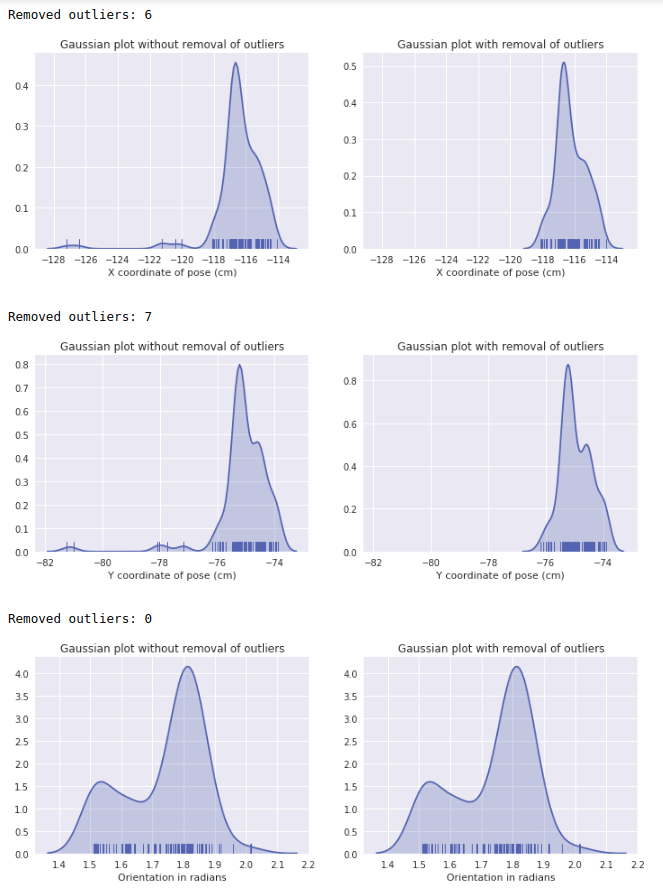 Removed outliers: 6
Gaussian plot without removal of outliers
Gaussian plot with removal of outliers
0.4
0.3
0.2
0.1
0.0
−128 −126 −124 −122 −120 −118 −116 −114
X coordinate of pose (cm)
0.5
0.4
0.3
0.2
0.1
0.0
−128 −126 −124 −122 −120 −118 −116 −114
X coordinate of pose (cm)
Removed outliers: 7
Gaussian plot without removal of outliers
Gaussian plot with removal of outliers
0.8
0.7
0.6
0.5
0.4
0.3
0.2
0.1
0.0
−82 −80 −78 −76 −74
Y coordinate of pose (cm)
0.8
0.6
0.4
0.2
0.0
−82 −80 −78 −76 −74
Y coordinate of pose (cm)
Removed outliers: 0
Gaussian plot without removal of outliers
Gaussian plot with removal of outliers
4.0
3.5
3.0
2.5
2.0
1.5
1.0
0.5
0.0
1.4 1.5 1.6 1.7 1.8 1.9 2.0 2.1 2.2
Orientation in radians
4.0
3.5
3.0
2.5
2.0
1.5
1.0
0.5
0.0
1.4 1.5 1.6 1.7 1.8 1.9 2.0 2.1 2.2
Orientation in radians